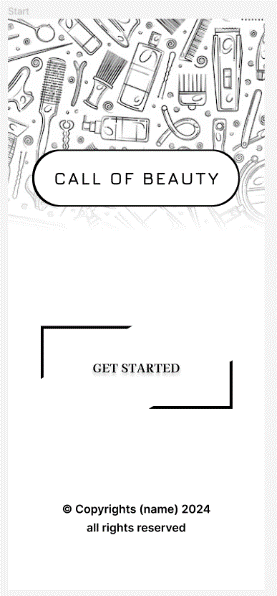 Start
CALL OF BEAUTY
GET STARTED
© Copyrights (name) 2024
all rights reserved